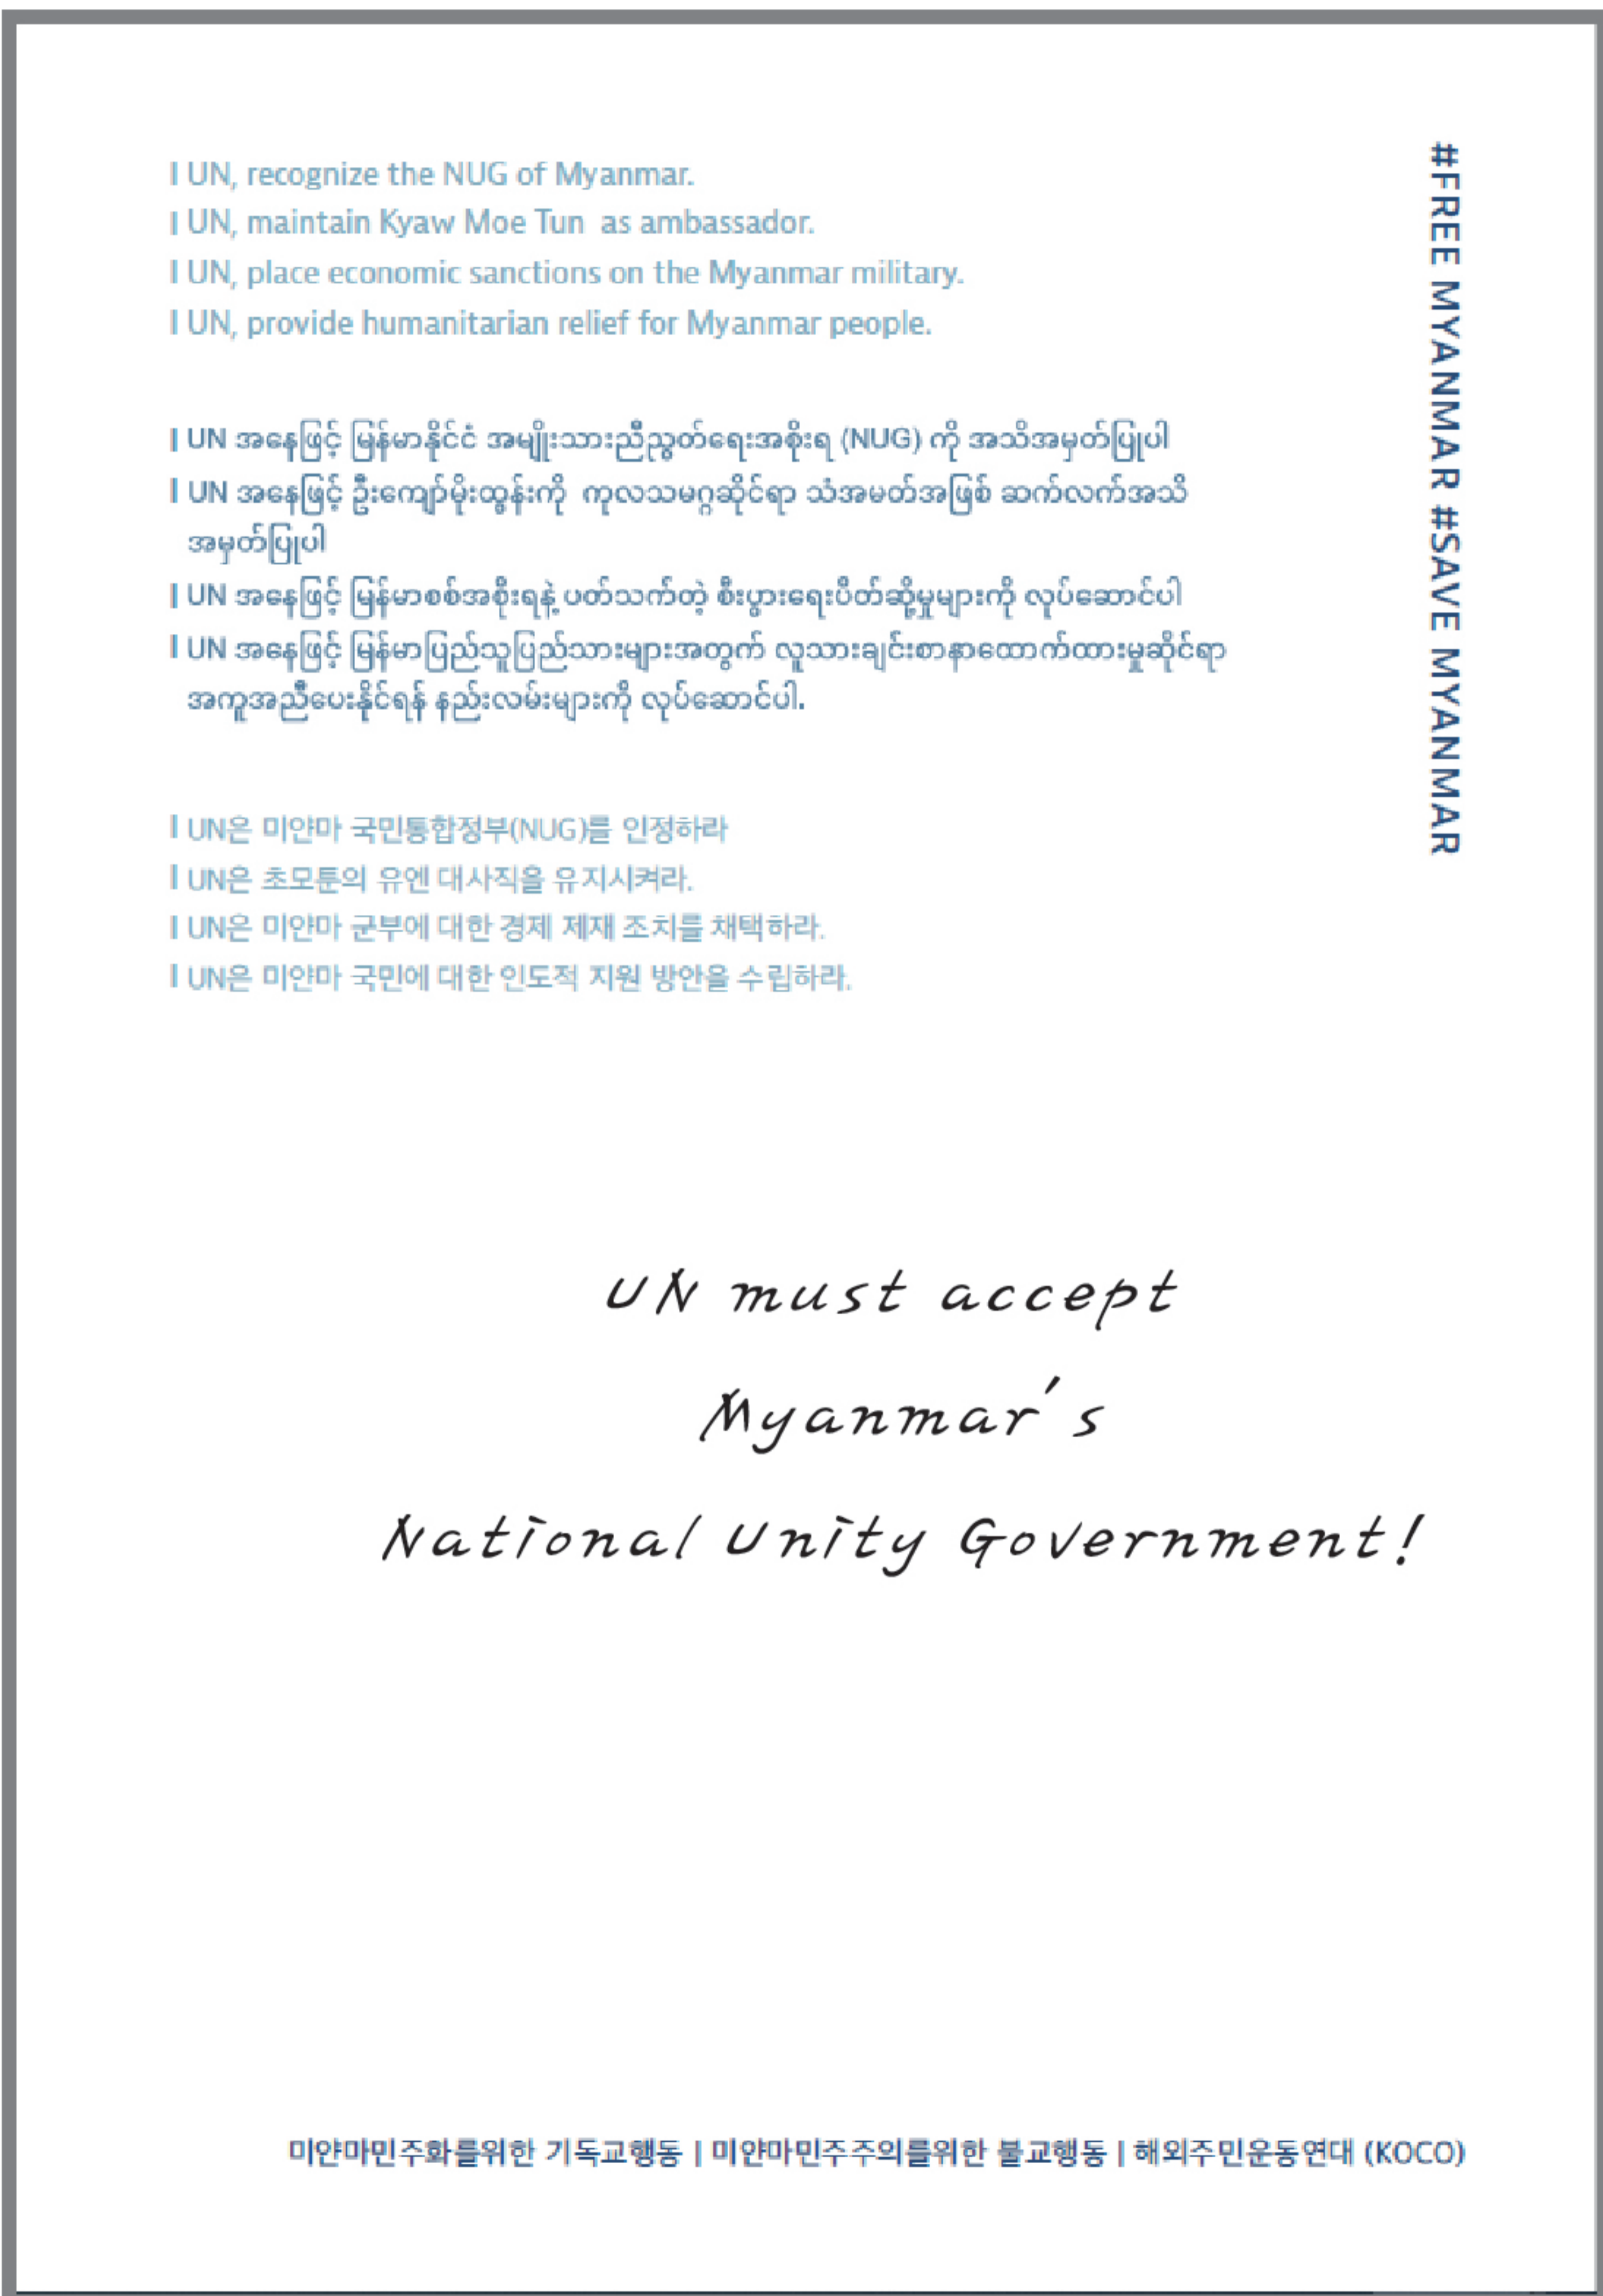 | UN, recognize the NUG of Myanmar.
| UN, maintain Kyaw Moe Tun  as ambassador.
| UN, place economic sanctions on the Myanmar military.
| UN, provide humanitarian relief for Myanmar people.
| UN အနေဖြင့် မြန်မာနိုင်ငံ အမျိုးသားညီညွတ်ရေးအစိုးရ (NUG) ကို အသိအမှတ်ပြုပါ
| UN အနေဖြင့် ဦးကျော်မိုးထွန်းကို  ကုလသမဂ္ဂဆိုင်ရာ သံအမတ်အဖြစ် ဆက်လက်အသိ
အမှတ်ပြုပါ
| UN အနေဖြင့် မြန်မာစစ်အစိုးရနဲ့ ပတ်သက်တဲ့ စီးပွားရေးပိတ်ဆို့မှုများကို လုပ်ဆောင်ပါ
| UN အနေဖြင့် မြန်မာပြည်သူပြည်သားများအတွက် လူသားချင်းစာနာထောက်ထားမှုဆိုင်ရာ
အကူအညီပေးနိုင်ရန် နည်းလမ်းများကို လုပ်ဆောင်ပါ.
| UN은 미얀마 국민통합정부(NUG)를 인정하라
| UN은 초모툰의 유엔 대사직을 유지시켜라.
| UN은 미얀마 군부에 대한 경제 제재 조치를 채택하라.
| UN은 미얀마 국민에 대한 인도적 지원 방안을 수립하라.
#FREE MYANMAR #SAVE MYANMAR
UN must accept
Myanmar's
National Unity Government!
미얀마민주화를위한 기독교행동 | 미얀마민주주의를위한 불교행동 | 해외주민운동연대 (KOCO)